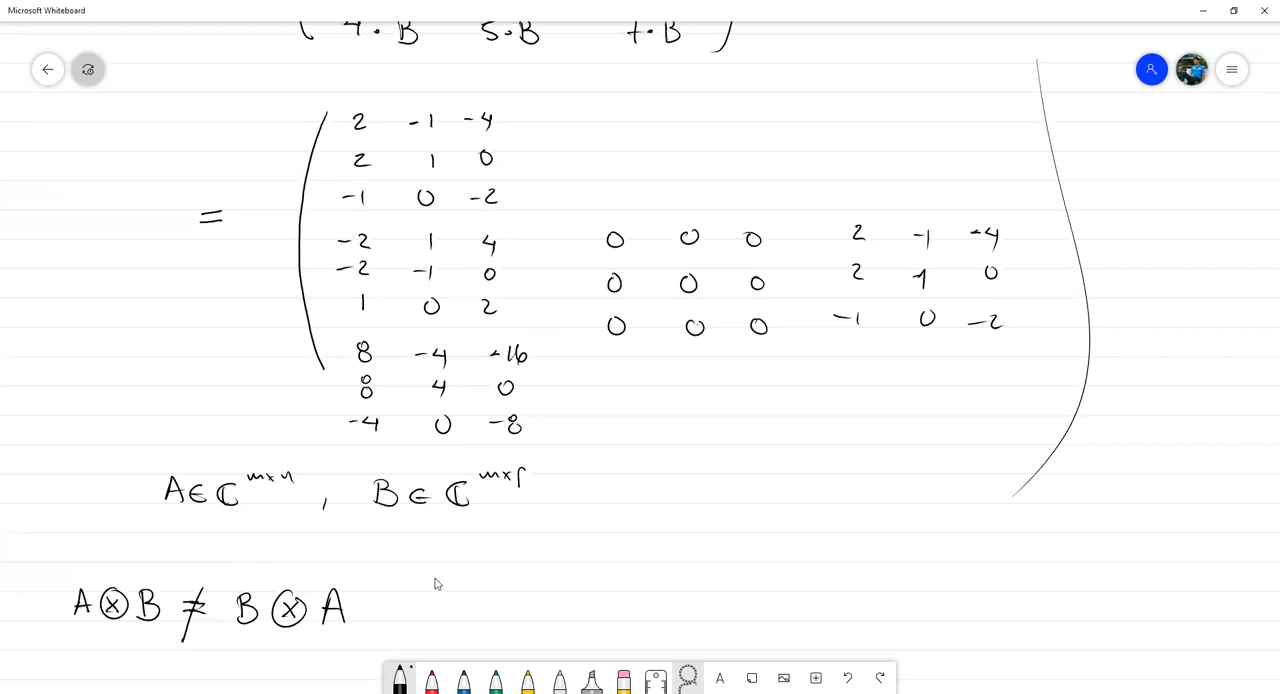 Microsoft Whiteboard
( 4·B 5·B 7·B )
2 -1 -4
2 1 0
-1 0 -2
= -2 1 4 0 0 0 2 -1 -4
-2 -1 0 0 0 0 2 1 0
1 0 2 0 0 0 -1 0 -2
8 -4 -16
8 4 0
-4 0 -8
A∈ℂ^{m×n}, B∈ℂ^{m×p}
A⊗B ≠ B⊗A
A